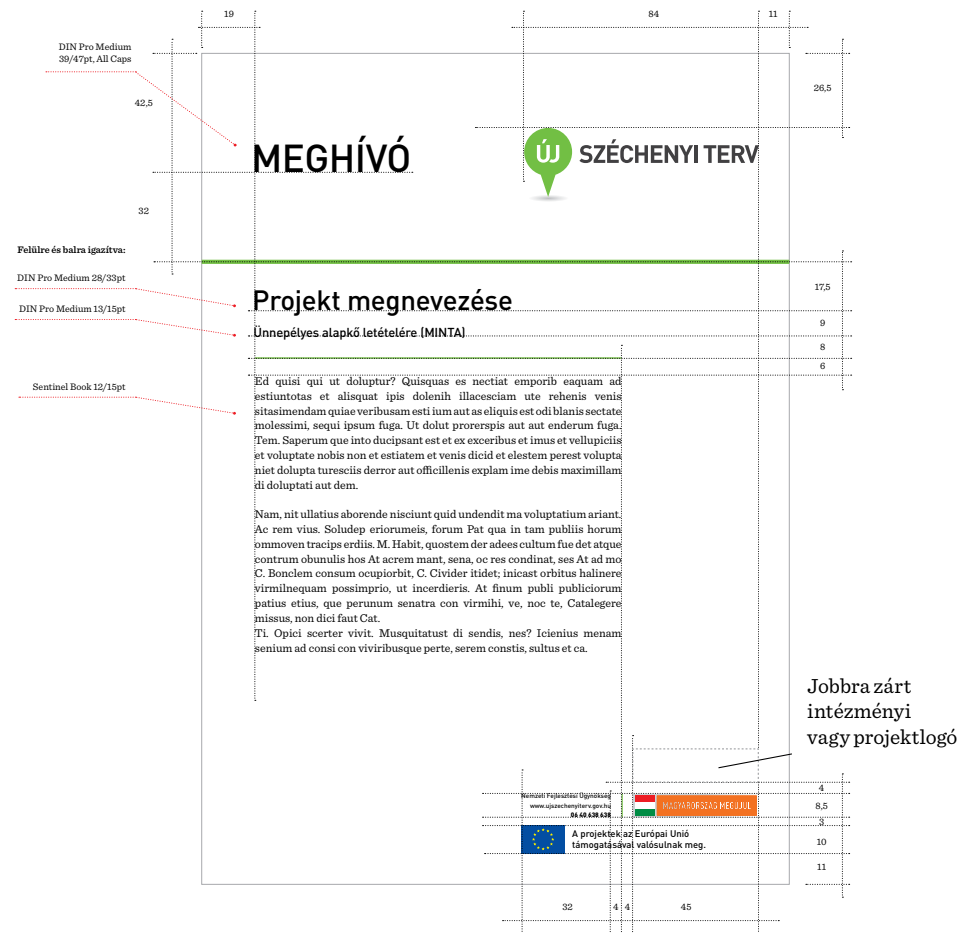 19
84
11
DIN Pro Medium
39/47pt, All Caps
42,5
26,5
MEGHÍVÓ
ÚJ SZÉCHENYI TERV
32
Felülre és balra igazítva:
DIN Pro Medium 28/33pt
17,5
Projekt megnevezése
DIN Pro Medium 13/15pt
9
Ünnepélyes alapkő letételére (MINTA)
8
6
Sentinel Book 12/15pt
Ed quisi qui ut doluptur? Quisquas es nectiat emporib eaquam ad
estiuntotas et alisquat ipis dolenih illacesciam ute rehenis venis
sitasimendam quiae veribusam esti ium aut as eliquis est odi blanis sectate
molessimi, sequi ipsum fuga. Ut dolut prorerspis aut aut enderum fuga.
Tem. Saperum que into ducipsant est et ex exceribus et imus et vellupiciis
et voluptate nobis non et estiatem et venis dicid et elestem perest volupta
niet dolupta turesciis derror aut officillenis explam ime debis maximillam
di doluptati aut dem.
Nam, nit ullatius aborende nisciunt quid undendit ma voluptatium ariant.
Ac rem vius. Soludep eriorumeis, forum Pat qua in tam publiis horum
ommoven tracips erdiis. M. Habit, quostem der adees cultum fue det atque
contrum obunulis hos At acrem mant, sena, oc res condinat, ses At ad mo
C. Bonclem consum ocupiorbit, C. Civider itidet; inicast orbitus halinere
virmilnequam possimprio, ut incerdieris. At finum publi publiciorum
patius etius, que perunum senatra con virmihi, ve, noc te, Catalegere
missus, non dici faut Cat.
Ti. Opici scerter vivit. Musquitatust di sendis, nes? Icienius menam
senium ad consi con viviribusque perte, serem constis, sultus et ca.
Jobbra zárt
intézményi
vagy projektlogó
4
Nemzeti Fejlesztési Ügynökség
www.ujszechenyiterv.gov.hu
06 40 638 638
MAGYARORSZÁG MEGÚJUL
8,5
3
A projektek az Európai Unió
támogatásával valósulnak meg.
10
11
32
4
4
45